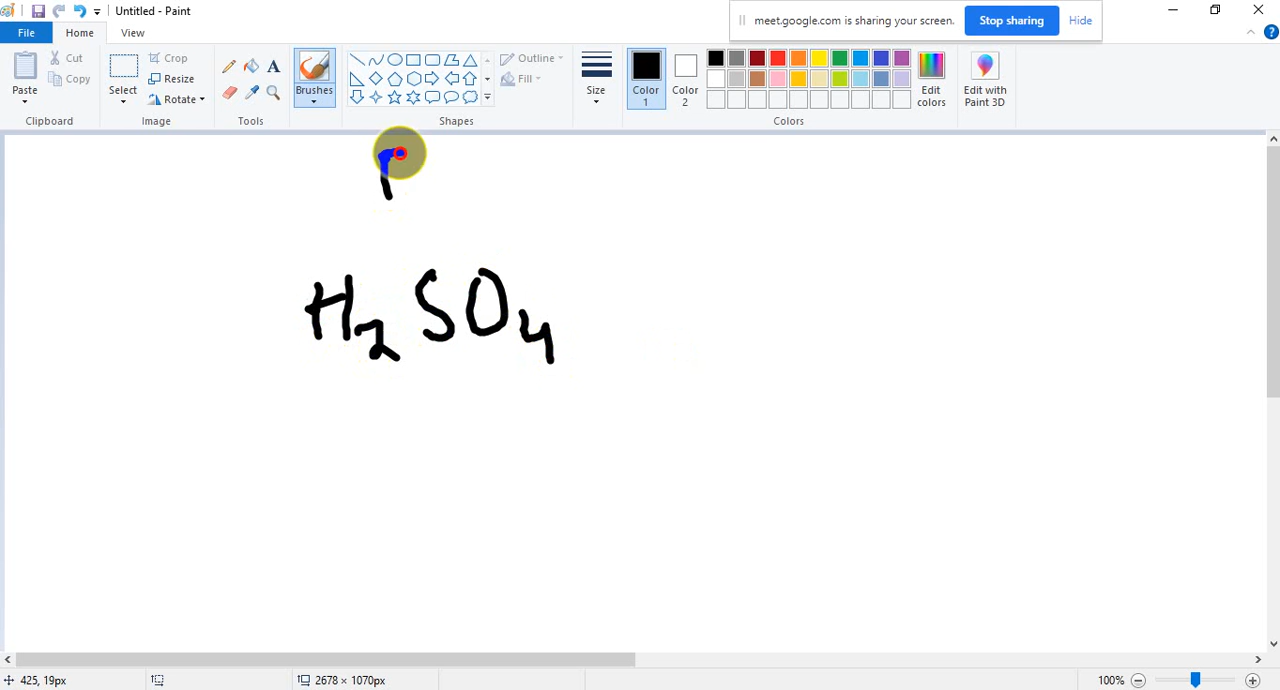 Untitled - Paint
meet.google.com is sharing your screen. Stop sharing Hide
File Home View
Paste Cut Copy
Select Crop Resize Rotate
A
Brushes
Outline Fill
Size
Color 1
Color 2
Edit colors
Edit with Paint 3D
Clipboard Image Tools Shapes Colors
H₂SO₄
425, 19px 2678 × 1070px 100%